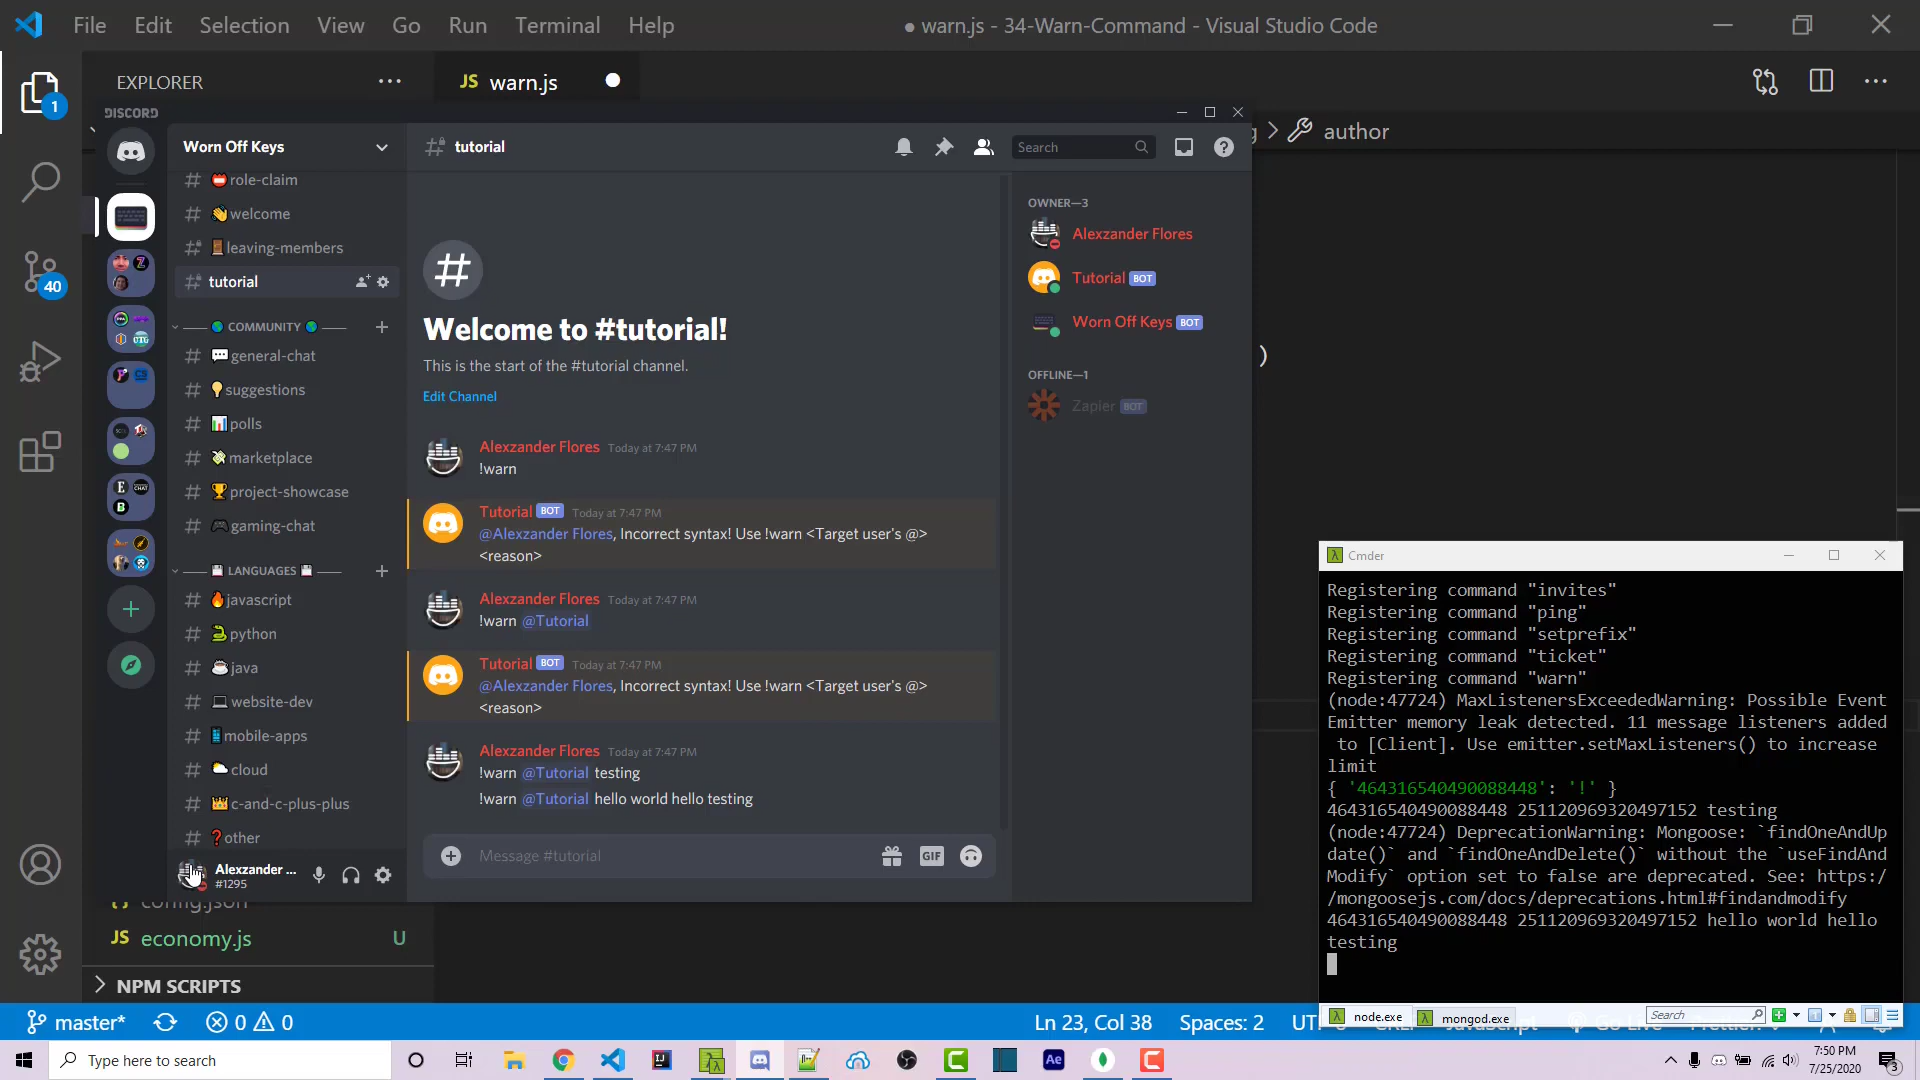 File Edit Selection View Go Run Terminal Help
● warn.js - 34-Warn-Command - Visual Studio Code
EXPLORER
JS warn.js
author
DISCORD
Worn Off Keys
tutorial
Search
role-claim
welcome
leaving-members
tutorial
COMMUNITY
general-chat
suggestions
polls
marketplace
project-showcase
gaming-chat
LANGUAGES
javascript
python
java
website-dev
mobile-apps
cloud
c-and-c-plus-plus
other
Alexzander ...
#1295
Welcome to #tutorial!
This is the start of the #tutorial channel.
Edit Channel
Alexzander Flores Today at 7:47 PM
!warn
Tutorial BOT Today at 7:47 PM
@Alexzander Flores, Incorrect syntax! Use !warn <Target user's @>
<reason>
Alexzander Flores Today at 7:47 PM
!warn @Tutorial
Tutorial BOT Today at 7:47 PM
@Alexzander Flores, Incorrect syntax! Use !warn <Target user's @>
<reason>
Alexzander Flores Today at 7:47 PM
!warn @Tutorial testing
!warn @Tutorial hello world hello testing
Message #tutorial
GIF
OWNER—3
Alexzander Flores
Tutorial BOT
Worn Off Keys BOT
OFFLINE—1
Zapier BOT
)
Cmder
Registering command "invites"
Registering command "ping"
Registering command "setprefix"
Registering command "ticket"
Registering command "warn"
(node:47724) MaxListenersExceededWarning: Possible Event
Emitter memory leak detected. 11 message listeners added
to [Client]. Use emitter.setMaxListeners() to increase
limit
{ '464316540490088448': '!' }
464316540490088448 251120969320497152 testing
(node:47724) DeprecationWarning: Mongoose: `findOneAndUp
date()` and `findOneAndDelete()` without the `useFindAnd
Modify` option set to false are deprecated. See: https:/
/mongoosejs.com/docs/deprecations.html#findandmodify
464316540490088448 251120969320497152 hello world hello
testing
node.exe
mongod.exe
Search
config.json
JS economy.js U
NPM SCRIPTS
1
40
master*
0 0
Ln 23, Col 38
Spaces: 2
JavaScript
Go Live
Prettier
Type here to search
7:50 PM
7/25/2020
3